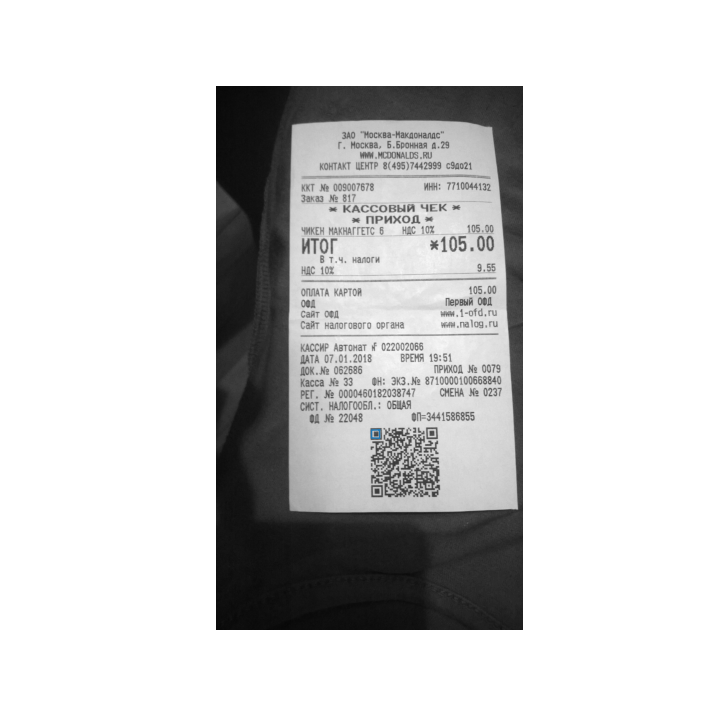 ЗАО "Москва-Макдоналдс"
Г. Москва, Б.Бронная д.29
WWW.MCDONALDS.RU
КОНТАКТ ЦЕНТР 8(495)7442999 с9до21
ККТ № 009007678 ИНН: 7710044132
Заказ № 817
* КАССОВЫЙ ЧЕК *
* ПРИХОД *
ЧИКЕН МАКНАГГЕТС 6 НДС 10% 105.00
ИТОГ *105.00
В т.ч. налоги
НДС 10% 9.55
ОПЛАТА КАРТОЙ 105.00
ОФД Первый ОФД
Сайт ОФД www.1-ofd.ru
Сайт налогового органа www.nalog.ru
КАССИР Автомат № 022002066
ДАТА 07.01.2018 ВРЕМЯ 19:51
ДОК.№ 062686 ПРИХОД № 0079
Касса № 33 ФН: ЭКЗ.№ 8710000100668840
РЕГ. № 0000460182038747 СМЕНА № 0237
СИСТ. НАЛОГООБЛ.: ОБЩАЯ
ФД № 22048 ФП=3441586855